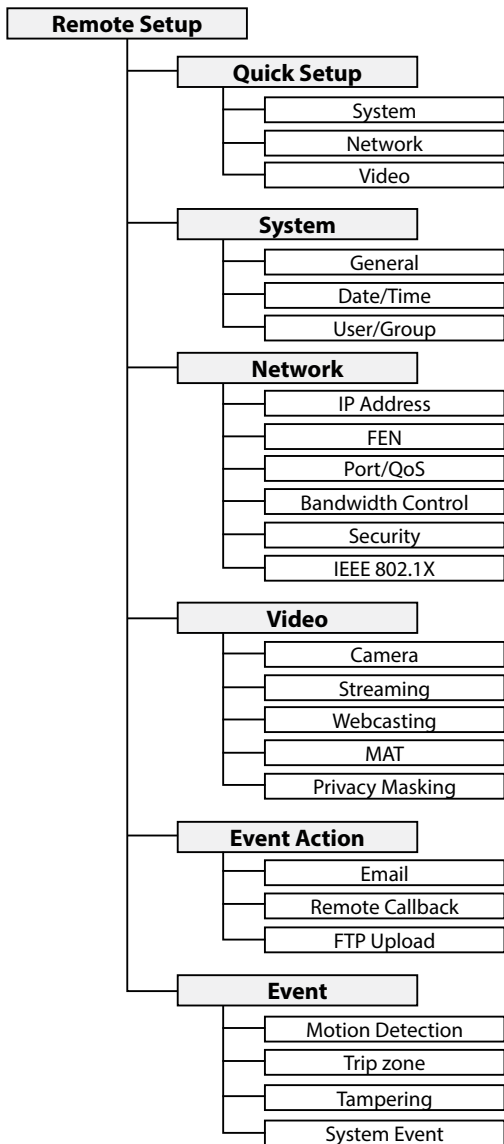 Remote Setup
Quick Setup
System
Network
Video
System
General
Date/Time
User/Group
Network
IP Address
FEN
Port/QoS
Bandwidth Control
Security
IEEE 802.1X
Video
Camera
Streaming
Webcasting
MAT
Privacy Masking
Event Action
Email
Remote Callback
FTP Upload
Event
Motion Detection
Trip zone
Tampering
System Event